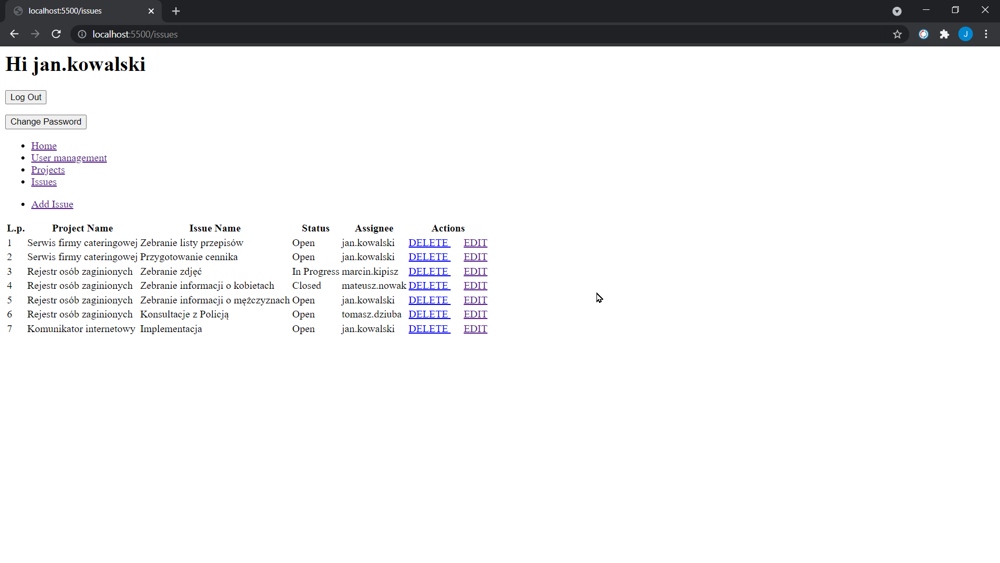 localhost:5500/issues
localhost:5500/issues
J
Hi jan.kowalski
Log Out
Change Password
Home
User management
Projects
Issues
Add Issue
L.p. Project Name Issue Name Status Assignee Actions
1 Serwis firmy cateringowej Zebranie listy przepisów Open jan.kowalski DELETE EDIT
2 Serwis firmy cateringowej Przygotowanie cennika Open jan.kowalski DELETE EDIT
3 Rejestr osób zaginionych Zebranie zdjęć In Progress marcin.kipisz DELETE EDIT
4 Rejestr osób zaginionych Zebranie informacji o kobietach Closed mateusz.nowak DELETE EDIT
5 Rejestr osób zaginionych Zebranie informacji o mężczyznach Open jan.kowalski DELETE EDIT
6 Rejestr osób zaginionych Konsultacje z Policją Open tomasz.dziuba DELETE EDIT
7 Komunikator internetowy Implementacja Open jan.kowalski DELETE EDIT